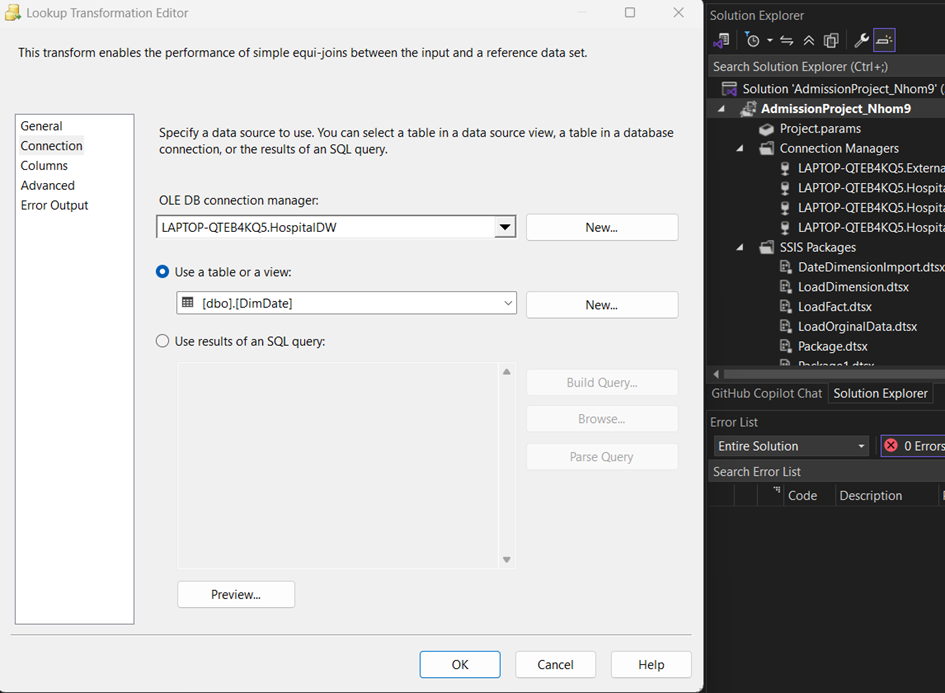 Lookup Transformation Editor
This transform enables the performance of simple equi-joins between the input and a reference data set.
General
Connection
Columns
Advanced
Error Output
Specify a data source to use. You can select a table in a data source view, a table in a database
connection, or the results of an SQL query.
OLE DB connection manager:
LAPTOP-QTEB4KQ5.HospitalDW
New...
Use a table or a view:
[dbo].[DimDate]
New...
Use results of an SQL query:
Build Query...
Browse...
Parse Query
Preview...
OK
Cancel
Help
Solution Explorer
Search Solution Explorer (Ctrl+;)
Solution 'AdmissionProject_Nhom9' (
AdmissionProject_Nhom9
Project.params
Connection Managers
LAPTOP-QTEB4KQ5.Externa
LAPTOP-QTEB4KQ5.Hospita
LAPTOP-QTEB4KQ5.Hospita
LAPTOP-QTEB4KQ5.Hospita
SSIS Packages
DateDimensionImport.dtsx
LoadDimension.dtsx
LoadFact.dtsx
LoadOrginalData.dtsx
Package.dtsx
Package1.dtsx
GitHub Copilot Chat
Solution Explorer
Error List
Entire Solution
0 Errors
Search Error List
Code
Description